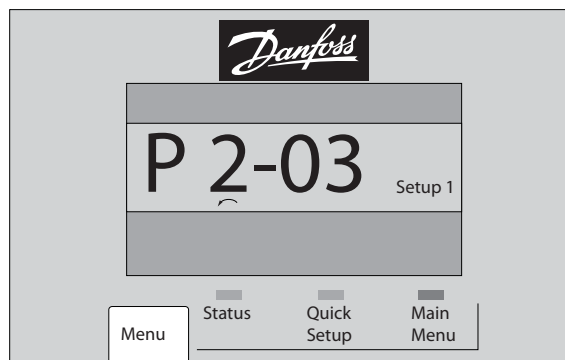 Danfoss
P 2-03
Setup 1
Menu
Status
Quick
Setup
Main
Menu